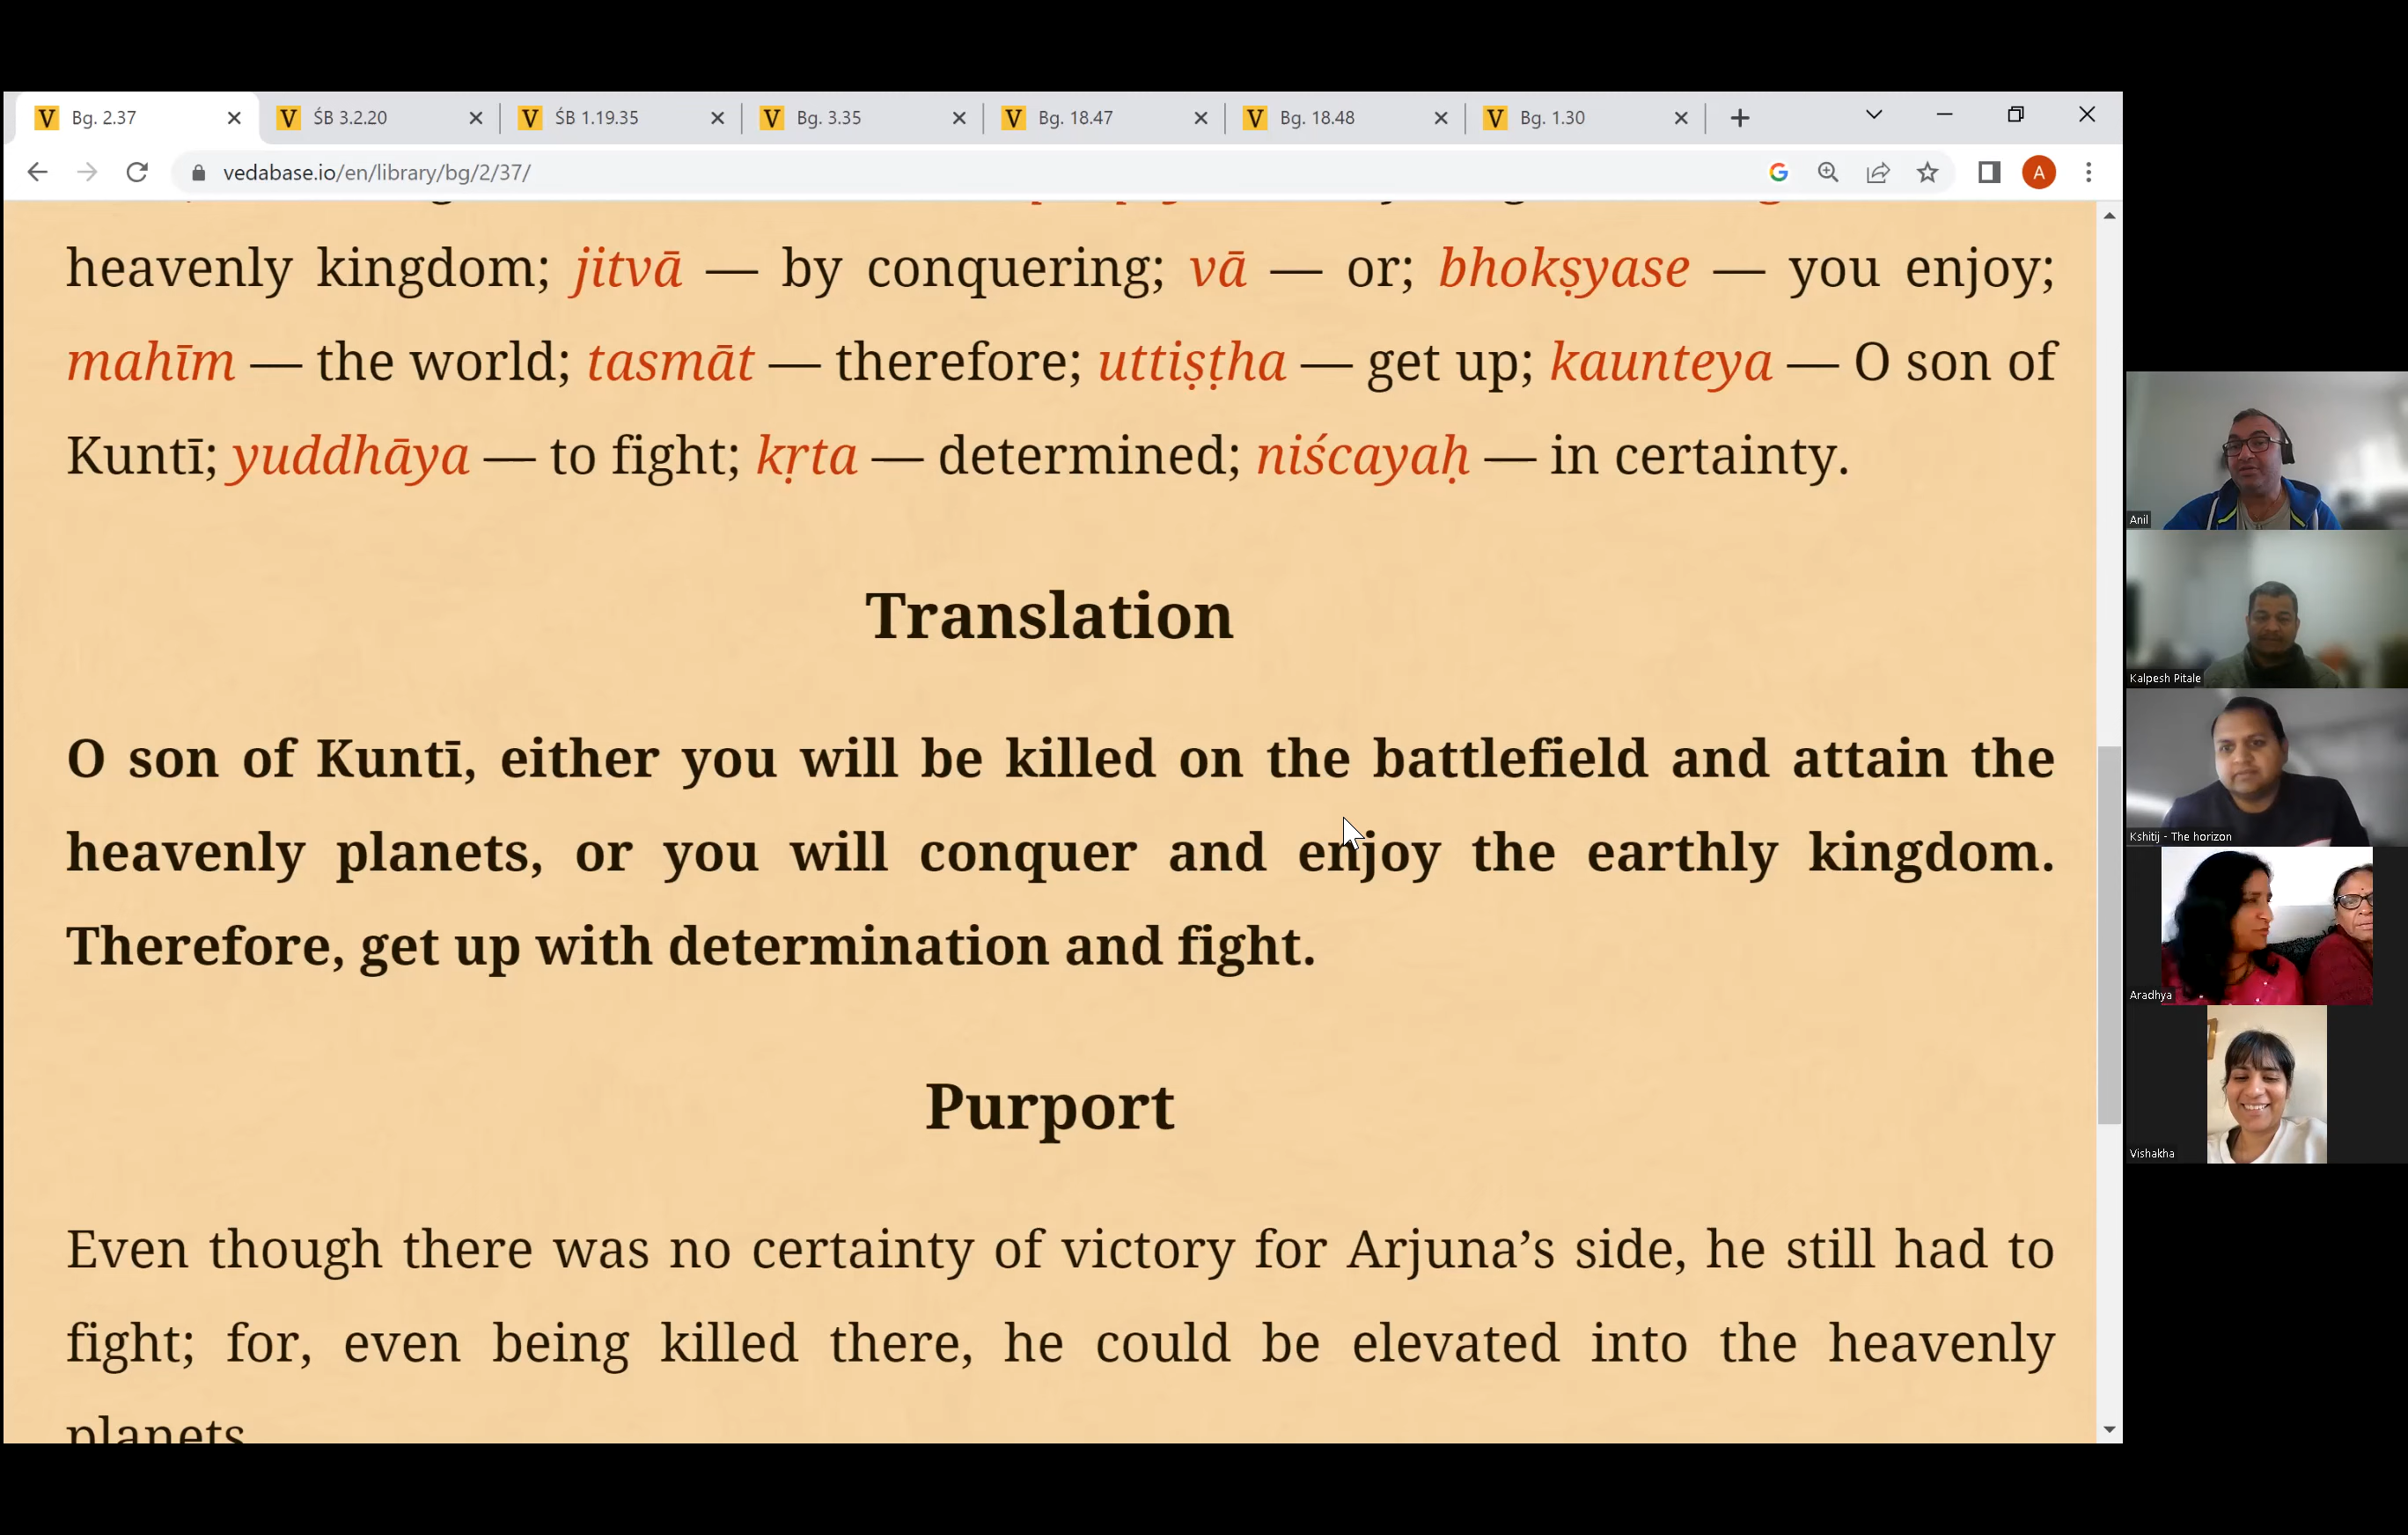 Bg. 2.37
ŚB 3.2.20
ŚB 1.19.35
Bg. 3.35
Bg. 18.47
Bg. 18.48
Bg. 1.30
vedabase.io/en/library/bg/2/37/
A
heavenly kingdom; jitvā — by conquering; vā — or; bhokṣyase — you enjoy;
mahīm — the world; tasmāt — therefore; uttiṣṭha — get up; kaunteya — O son of
Kuntī; yuddhāya — to fight; kṛta — determined; niścayaḥ — in certainty.
Translation
O son of Kuntī, either you will be killed on the battlefield and attain the
heavenly planets, or you will conquer and enjoy the earthly kingdom.
Therefore, get up with determination and fight.
Purport
Even though there was no certainty of victory for Arjuna’s side, he still had to
fight; for, even being killed there, he could be elevated into the heavenly
planets.
Anil
Kalpesh Pitale
Kshitij - The horizon
Aradhya
Vishakha